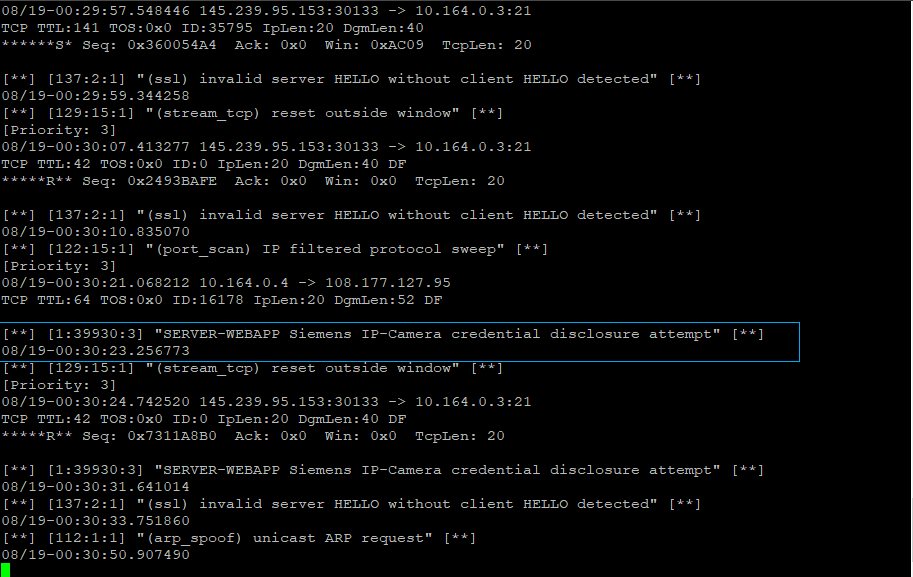 08/19-00:29:57.548446 145.239.95.153:30133 -> 10.164.0.3:21
TCP TTL:141 TOS:0x0 ID:35795 IpLen:20 DgmLen:40
******S* Seq: 0x360054A4  Ack: 0x0  Win: 0xAC09  TcpLen: 20

[**] [137:2:1] "(ssl) invalid server HELLO without client HELLO detected" [**]
08/19-00:29:59.344258
[**] [129:15:1] "(stream_tcp) reset outside window" [**]
[Priority: 3]
08/19-00:30:07.413277 145.239.95.153:30133 -> 10.164.0.3:21
TCP TTL:42 TOS:0x0 ID:0 IpLen:20 DgmLen:40 DF
*****R** Seq: 0x2493BAFE  Ack: 0x0  Win: 0x0  TcpLen: 20

[**] [137:2:1] "(ssl) invalid server HELLO without client HELLO detected" [**]
08/19-00:30:10.835070
[**] [122:15:1] "(port_scan) IP filtered protocol sweep" [**]
[Priority: 3]
08/19-00:30:21.068212 10.164.0.4 -> 108.177.127.95
TCP TTL:64 TOS:0x0 ID:16178 IpLen:20 DgmLen:52 DF

[**] [1:39930:3] "SERVER-WEBAPP Siemens IP-Camera credential disclosure attempt" [**]
08/19-00:30:23.256773
[**] [129:15:1] "(stream_tcp) reset outside window" [**]
[Priority: 3]
08/19-00:30:24.742520 145.239.95.153:30133 -> 10.164.0.3:21
TCP TTL:42 TOS:0x0 ID:0 IpLen:20 DgmLen:40 DF
*****R** Seq: 0x7311A8B0  Ack: 0x0  Win: 0x0  TcpLen: 20

[**] [1:39930:3] "SERVER-WEBAPP Siemens IP-Camera credential disclosure attempt" [**]
08/19-00:30:31.641014
[**] [137:2:1] "(ssl) invalid server HELLO without client HELLO detected" [**]
08/19-00:30:33.751860
[**] [112:1:1] "(arp_spoof) unicast ARP request" [**]
08/19-00:30:50.907490